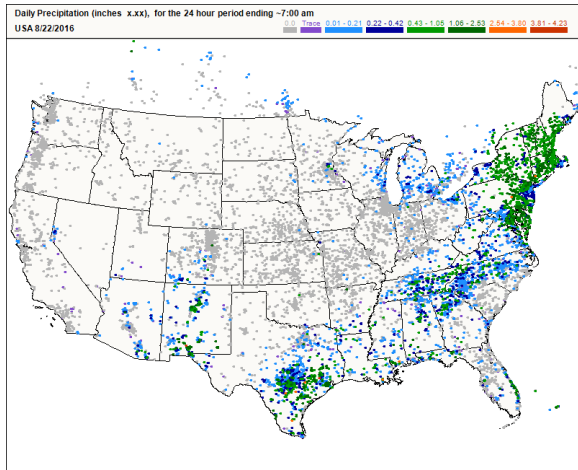 Daily Precipitation (inches x.xx), for the 24 hour period ending ~7:00 am
USA 8/22/2016
0.0 Trace 0.01 - 0.21 0.22 - 0.42 0.43 - 1.05 1.06 - 2.53 2.54 - 3.80 3.81 - 4.23